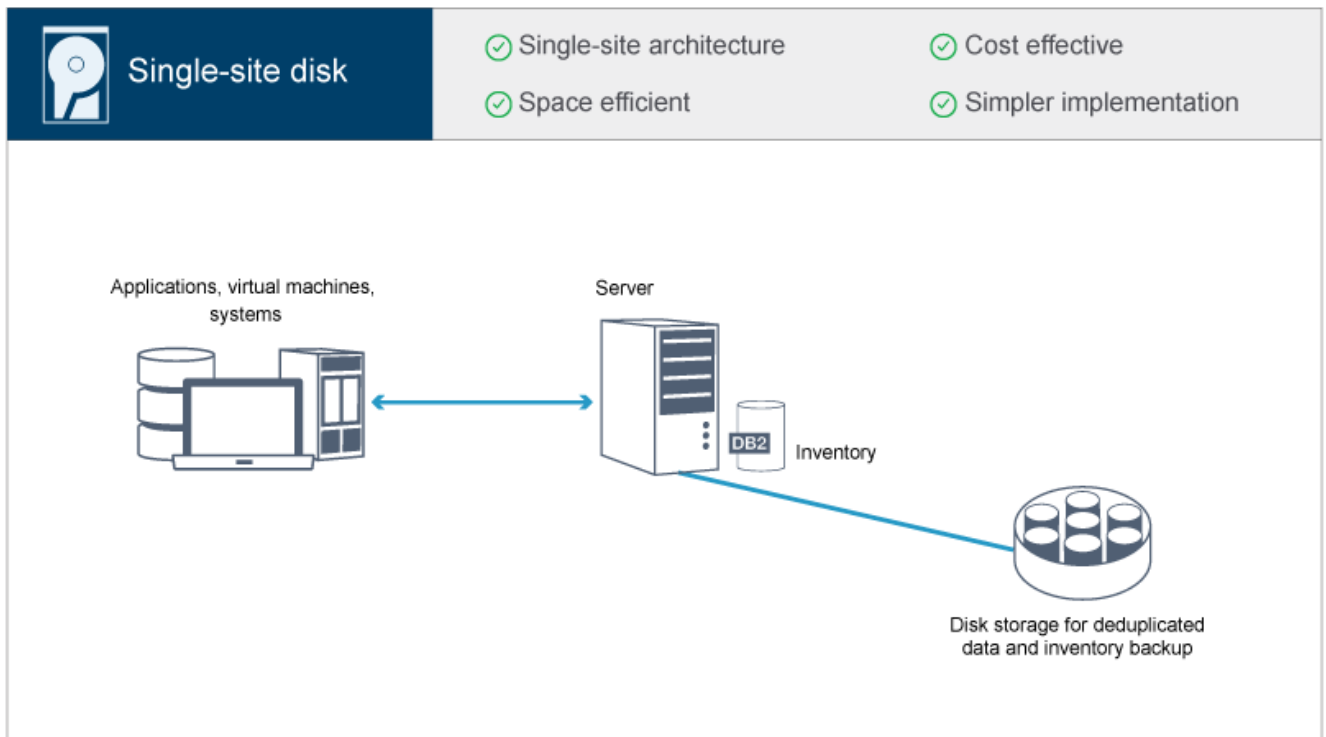 Single-site disk
Single-site architecture
Cost effective
Space efficient
Simpler implementation
Applications, virtual machines,
systems
Server
DB2
Inventory
Disk storage for deduplicated
data and inventory backup